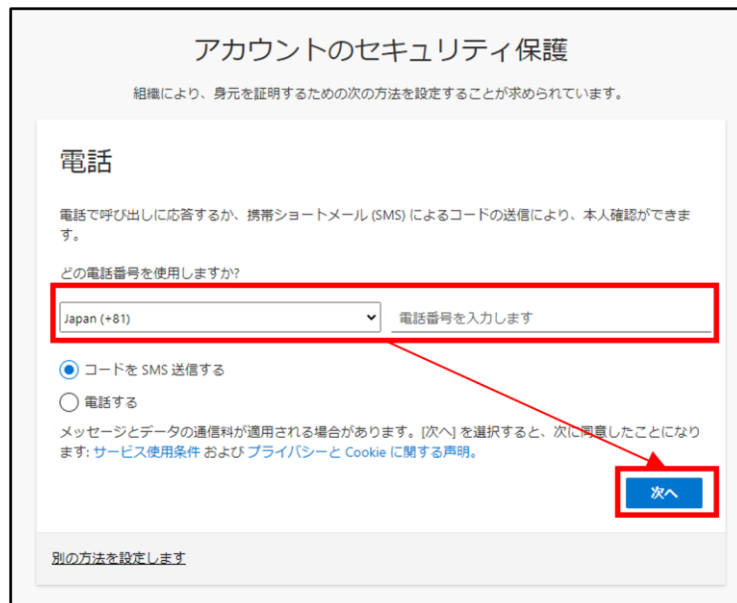 アカウントのセキュリティ保護
組織により、身元を証明するための次の方法を設定することが求められています。
電話
電話で呼び出しに応答するか、携帯ショートメール (SMS) によるコードの送信により、本人確認ができま
す。
どの電話番号を使用しますか?
Japan (+81)
電話番号を入力します
コードを SMS 送信する
電話する
メッセージとデータの通信料が適用される場合があります。[次へ] を選択すると、次に同意したことになり
ます: サービス使用条件 および プライバシーと Cookie に関する声明。
次へ
別の方法を設定します